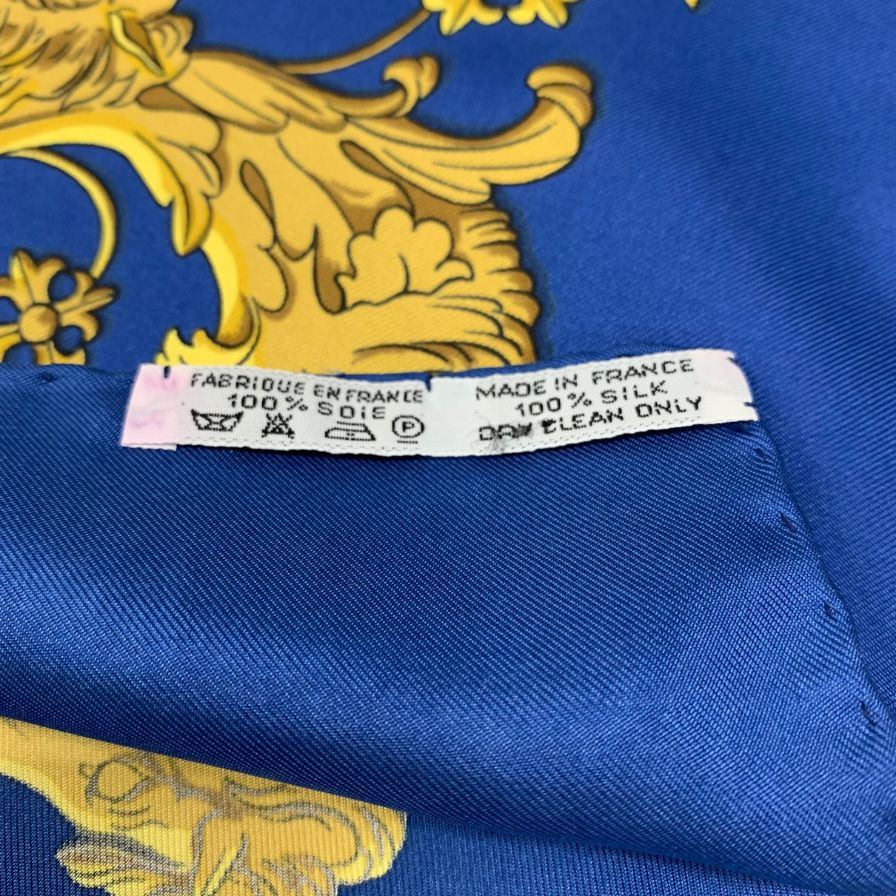 FABRIQUE EN FRANCE
100% SOIE
P
MADE IN FRANCE
100% SILK
DRY CLEAN ONLY